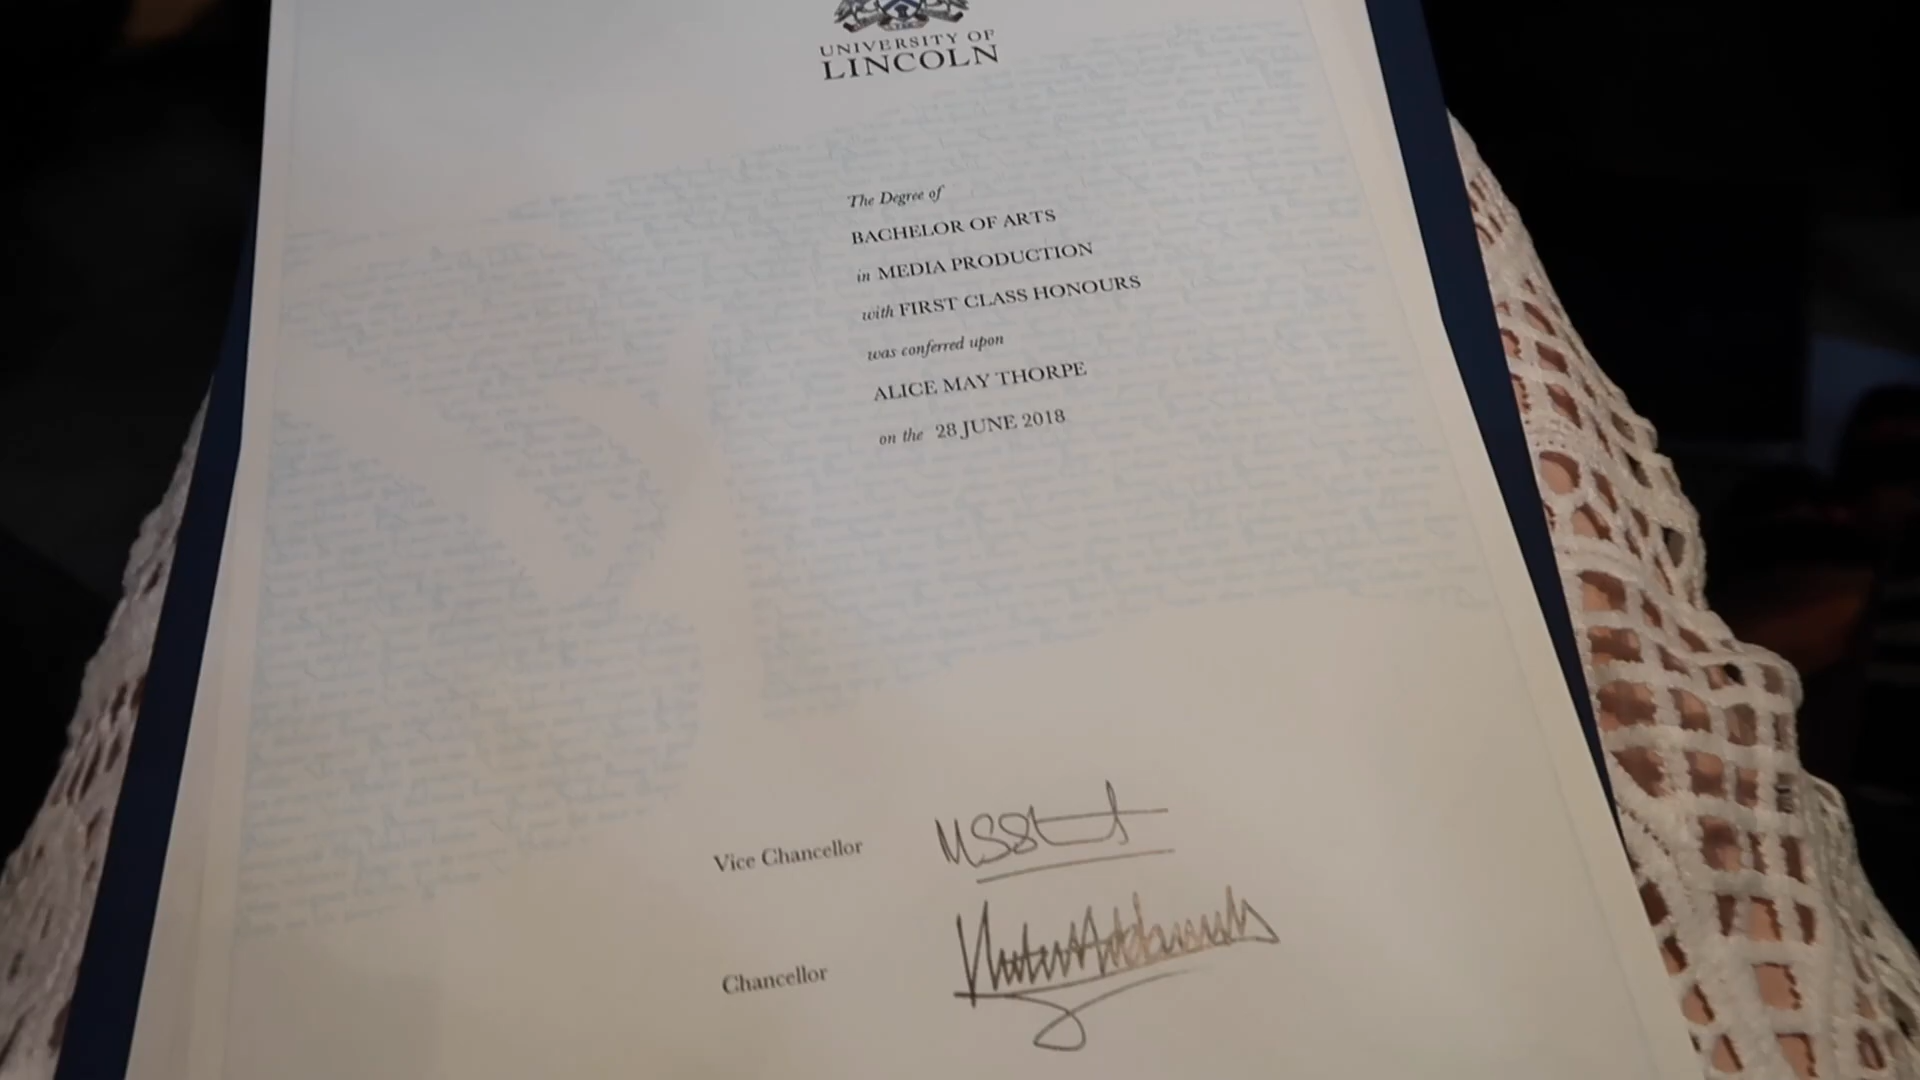 UNIVERSITY OF
LINCOLN
The Degree of
BACHELOR OF ARTS
in MEDIA PRODUCTION
with FIRST CLASS HONOURS
was conferred upon
ALICE MAY THORPE
on the 28 JUNE 2018
Vice Chancellor
Chancellor